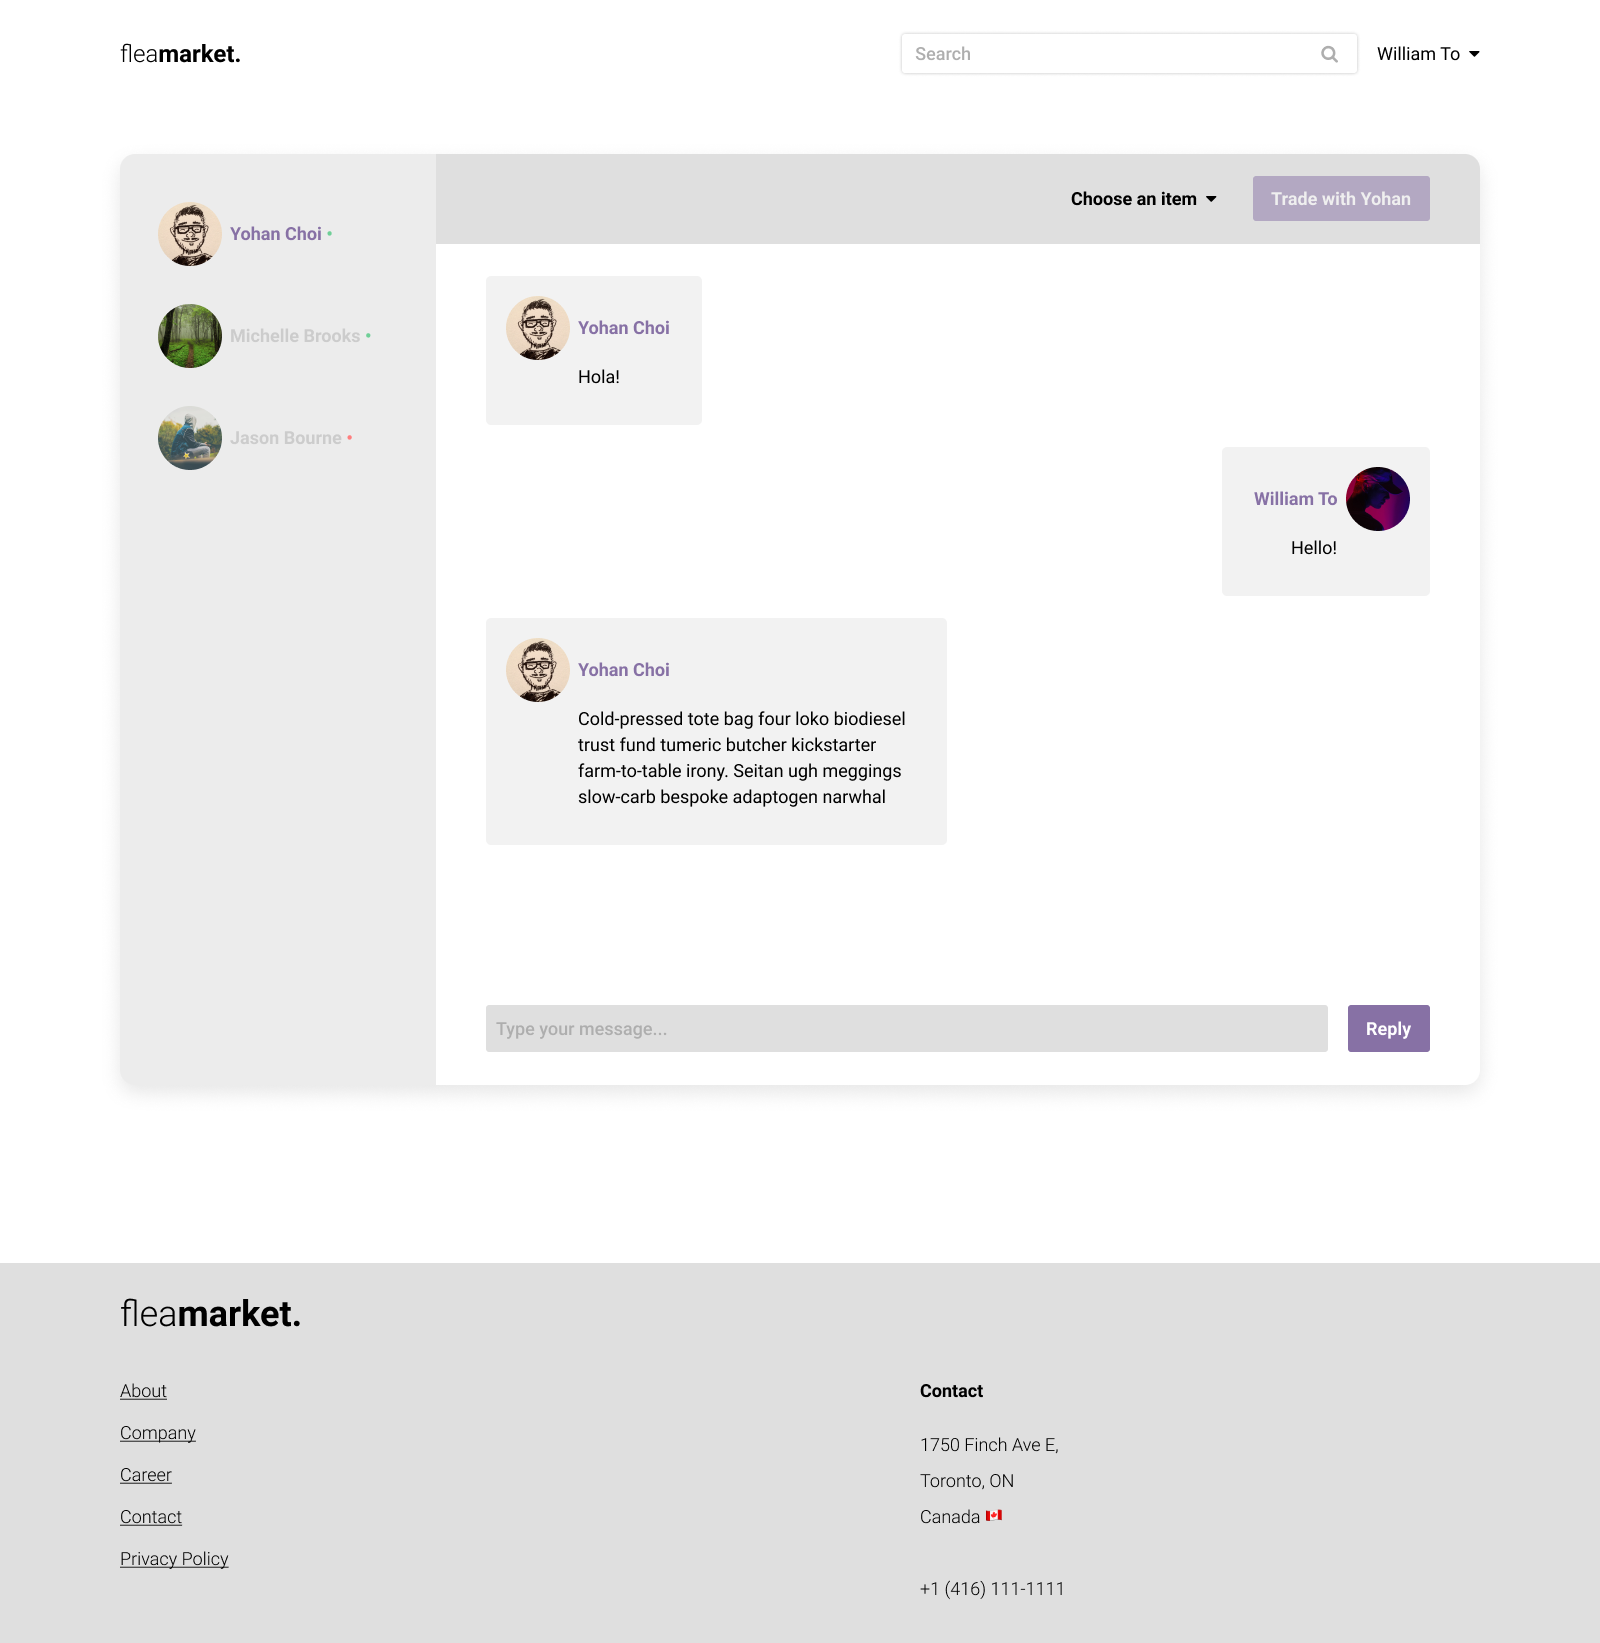 fleamarket.
Search
William To
Yohan Choi
Michelle Brooks
Jason Bourne
Choose an item
Trade with Yohan
Yohan Choi
Hola!
William To
Hello!
Yohan Choi
Cold-pressed tote bag four loko biodiesel
trust fund tumeric butcher kickstarter
farm-to-table irony. Seitan ugh meggings
slow-carb bespoke adaptogen narwhal
Type your message...
Reply
fleamarket.
About
Company
Career
Contact
Privacy Policy
Contact
1750 Finch Ave E,
Toronto, ON
Canada 🇨🇦
+1 (416) 111-1111